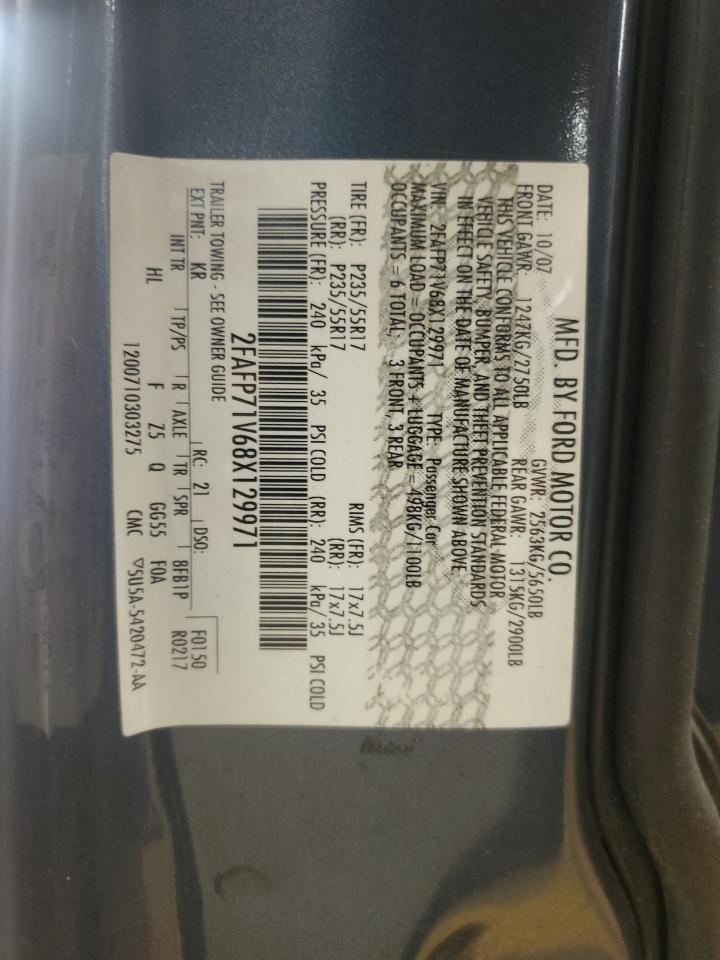 MFD. BY FORD MOTOR CO.
DATE: 10/07 GVWR: 2563KG/5650LB
FRONT GAWR: 1247KG/2750LB REAR GAWR: 1315KG/2900LB
THIS VEHICLE CONFORMS TO ALL APPLICABLE FEDERAL MOTOR
VEHICLE SAFETY, BUMPER, AND THEFT PREVENTION STANDARDS
IN EFFECT ON THE DATE OF MANUFACTURE SHOWN ABOVE.
VIN: 2FAFP71V68X129971 TYPE: Passenger Car
MAXIMUM LOAD = OCCUPANTS + LUGGAGE = 498KG/1100LB
OCCUPANTS = 6 TOTAL, 3 FRONT, 3 REAR
TIRE (FR): P235/55R17 RIMS (FR): 17x7.5J
(RR): P235/55R17 (RR): 17x7.5J
PRESSURE (FR): 240 kPa/ 35 PSI COLD (RR): 240 kPa/35 PSI COLD
2FAFP71V68X129971
TRAILER TOWING - SEE OWNER GUIDE
EXT PNT: KR RC: 21 DSO: F0150
INT TR TP/PS R AXLE TR SPR 8FB1P R0217
HL F Z5 Q GG55 FOA
1200710303275 CMC ▽5U5A-5420472-AA